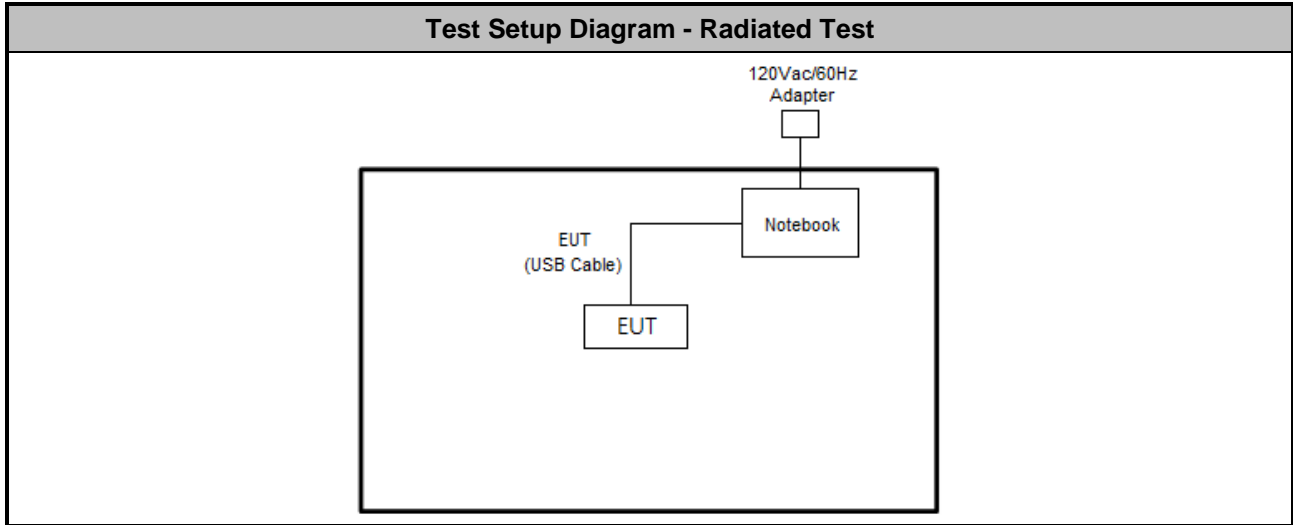 Test Setup Diagram - Radiated Test
120Vac/60Hz
Adapter
Notebook
EUT
(USB Cable)
EUT